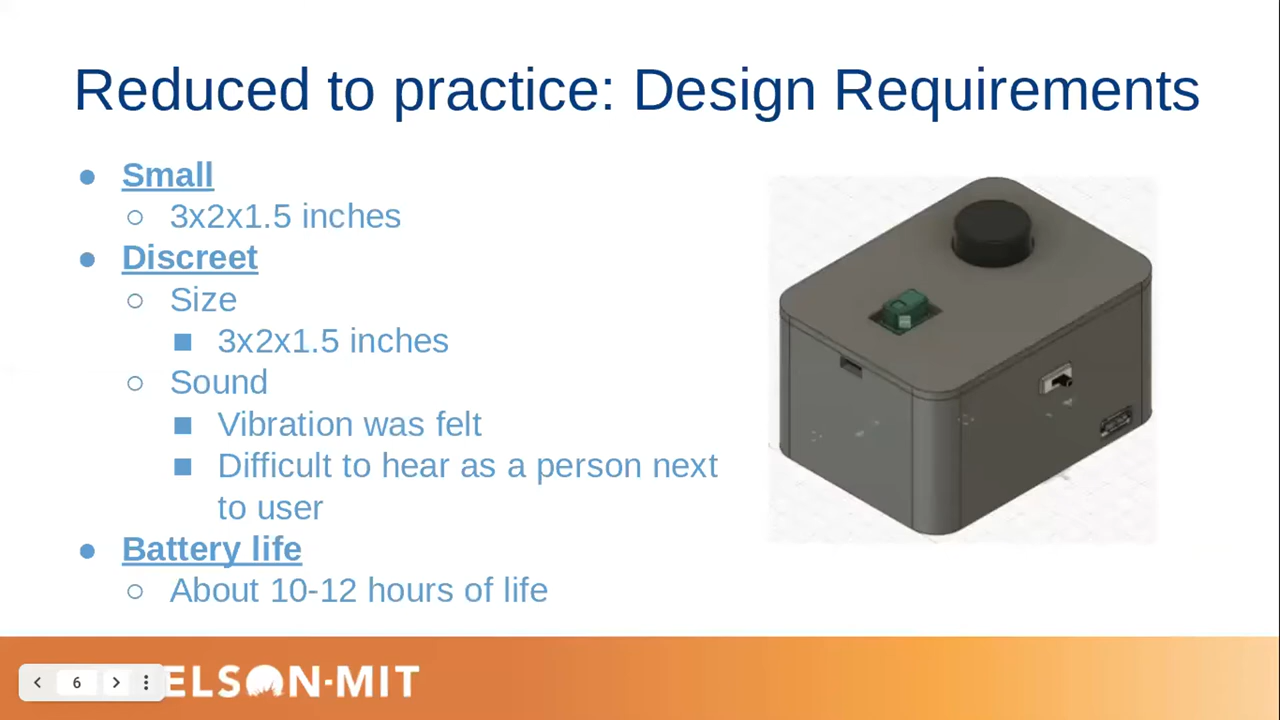 Reduced to practice: Design Requirements
Small
3x2x1.5 inches
Discreet
Size
3x2x1.5 inches
Sound
Vibration was felt
Difficult to hear as a person next
to user
Battery life
About 10-12 hours of life
6
ELSON-MIT